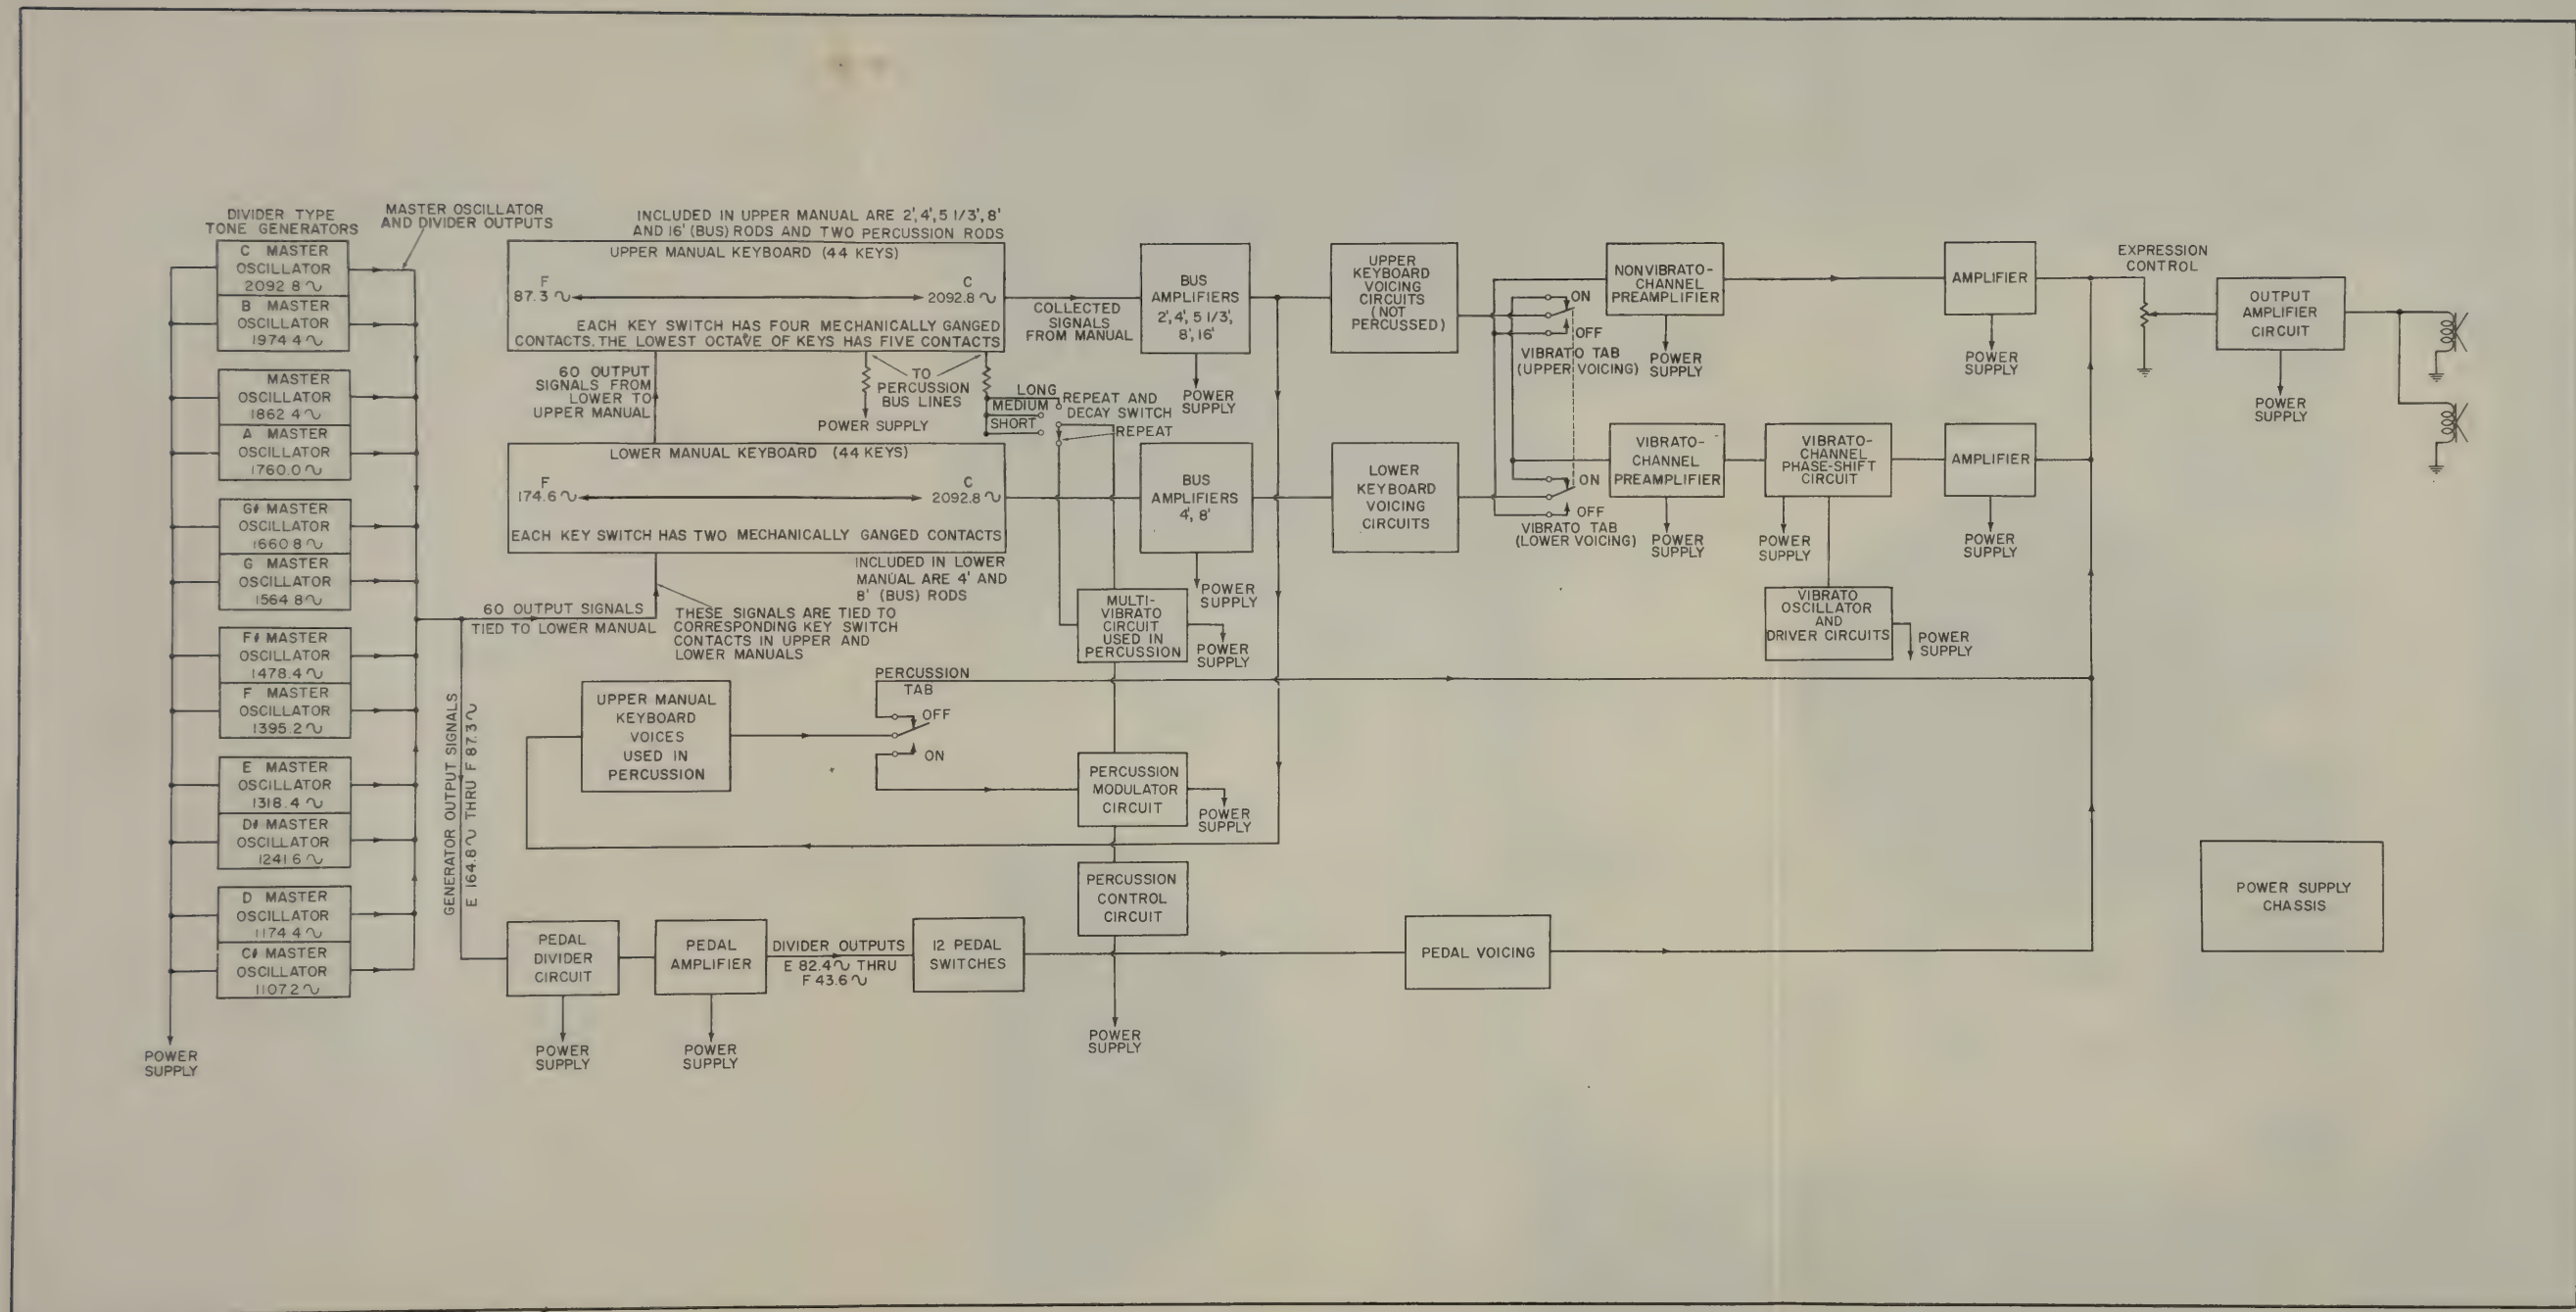 DIVIDER TYPE
TONE GENERATORS
MASTER OSCILLATOR
AND DIVIDER OUTPUTS
C MASTER
OSCILLATOR
2092 8∿
B MASTER
OSCILLATOR
1974 4∿
MASTER
OSCILLATOR
1862 4∿
A MASTER
OSCILLATOR
1760.0∿
G# MASTER
OSCILLATOR
1660 8∿
G MASTER
OSCILLATOR
1564 8∿
F# MASTER
OSCILLATOR
1478.4∿
F MASTER
OSCILLATOR
1395.2∿
E MASTER
OSCILLATOR
1318.4∿
D# MASTER
OSCILLATOR
1241 6∿
D MASTER
OSCILLATOR
1174 4∿
C# MASTER
OSCILLATOR
1107 2∿
POWER
SUPPLY
INCLUDED IN UPPER MANUAL ARE 2', 4', 5 1/3', 8'
AND 16' (BUS) RODS AND TWO PERCUSSION RODS
UPPER MANUAL KEYBOARD (44 KEYS)
F
87.3∿
C
2092.8∿
EACH KEY SWITCH HAS FOUR MECHANICALLY GANGED
CONTACTS. THE LOWEST OCTAVE OF KEYS HAS FIVE CONTACTS
60 OUTPUT
SIGNALS FROM
LOWER TO
UPPER MANUAL
TO
PERCUSSION
BUS LINES
POWER SUPPLY
LONG
MEDIUM
SHORT
REPEAT AND
DECAY SWITCH
REPEAT
LOWER MANUAL KEYBOARD (44 KEYS)
F
174.6∿
C
2092.8∿
EACH KEY SWITCH HAS TWO MECHANICALLY GANGED CONTACTS
INCLUDED IN LOWER
MANUAL ARE 4' AND
8' (BUS) RODS
60 OUTPUT SIGNALS
TIED TO LOWER MANUAL
THESE SIGNALS ARE TIED TO
CORRESPONDING KEY SWITCH
CONTACTS IN UPPER AND
LOWER MANUALS
GENERATOR OUTPUT SIGNALS
E 164.8∿ THRU F 87.3∿
COLLECTED
SIGNALS
FROM MANUAL
BUS
AMPLIFIERS
2', 4', 5 1/3',
8', 16'
POWER
SUPPLY
BUS
AMPLIFIERS
4', 8'
POWER
SUPPLY
UPPER
KEYBOARD
VOICING
CIRCUITS
(NOT
PERCUSSED)
LOWER
KEYBOARD
VOICING
CIRCUITS
ON
OFF
VIBRATO TAB
(UPPER VOICING)
ON
OFF
VIBRATO TAB
(LOWER VOICING)
NONVIBRATO-
CHANNEL
PREAMPLIFIER
POWER
SUPPLY
AMPLIFIER
POWER
SUPPLY
VIBRATO-
CHANNEL
PREAMPLIFIER
POWER
SUPPLY
VIBRATO-
CHANNEL
PHASE-SHIFT
CIRCUIT
POWER
SUPPLY
AMPLIFIER
POWER
SUPPLY
VIBRATO
OSCILLATOR
AND
DRIVER CIRCUITS
POWER
SUPPLY
EXPRESSION
CONTROL
OUTPUT
AMPLIFIER
CIRCUIT
POWER
SUPPLY
MULTI-
VIBRATO
CIRCUIT
USED IN
PERCUSSION
POWER
SUPPLY
UPPER MANUAL
KEYBOARD
VOICES
USED IN
PERCUSSION
PERCUSSION
TAB
OFF
ON
PERCUSSION
MODULATOR
CIRCUIT
POWER
SUPPLY
PERCUSSION
CONTROL
CIRCUIT
POWER
SUPPLY
PEDAL
DIVIDER
CIRCUIT
POWER
SUPPLY
PEDAL
AMPLIFIER
POWER
SUPPLY
DIVIDER OUTPUTS
E 82.4∿ THRU
F 43.6∿
12 PEDAL
SWITCHES
PEDAL VOICING
POWER SUPPLY
CHASSIS